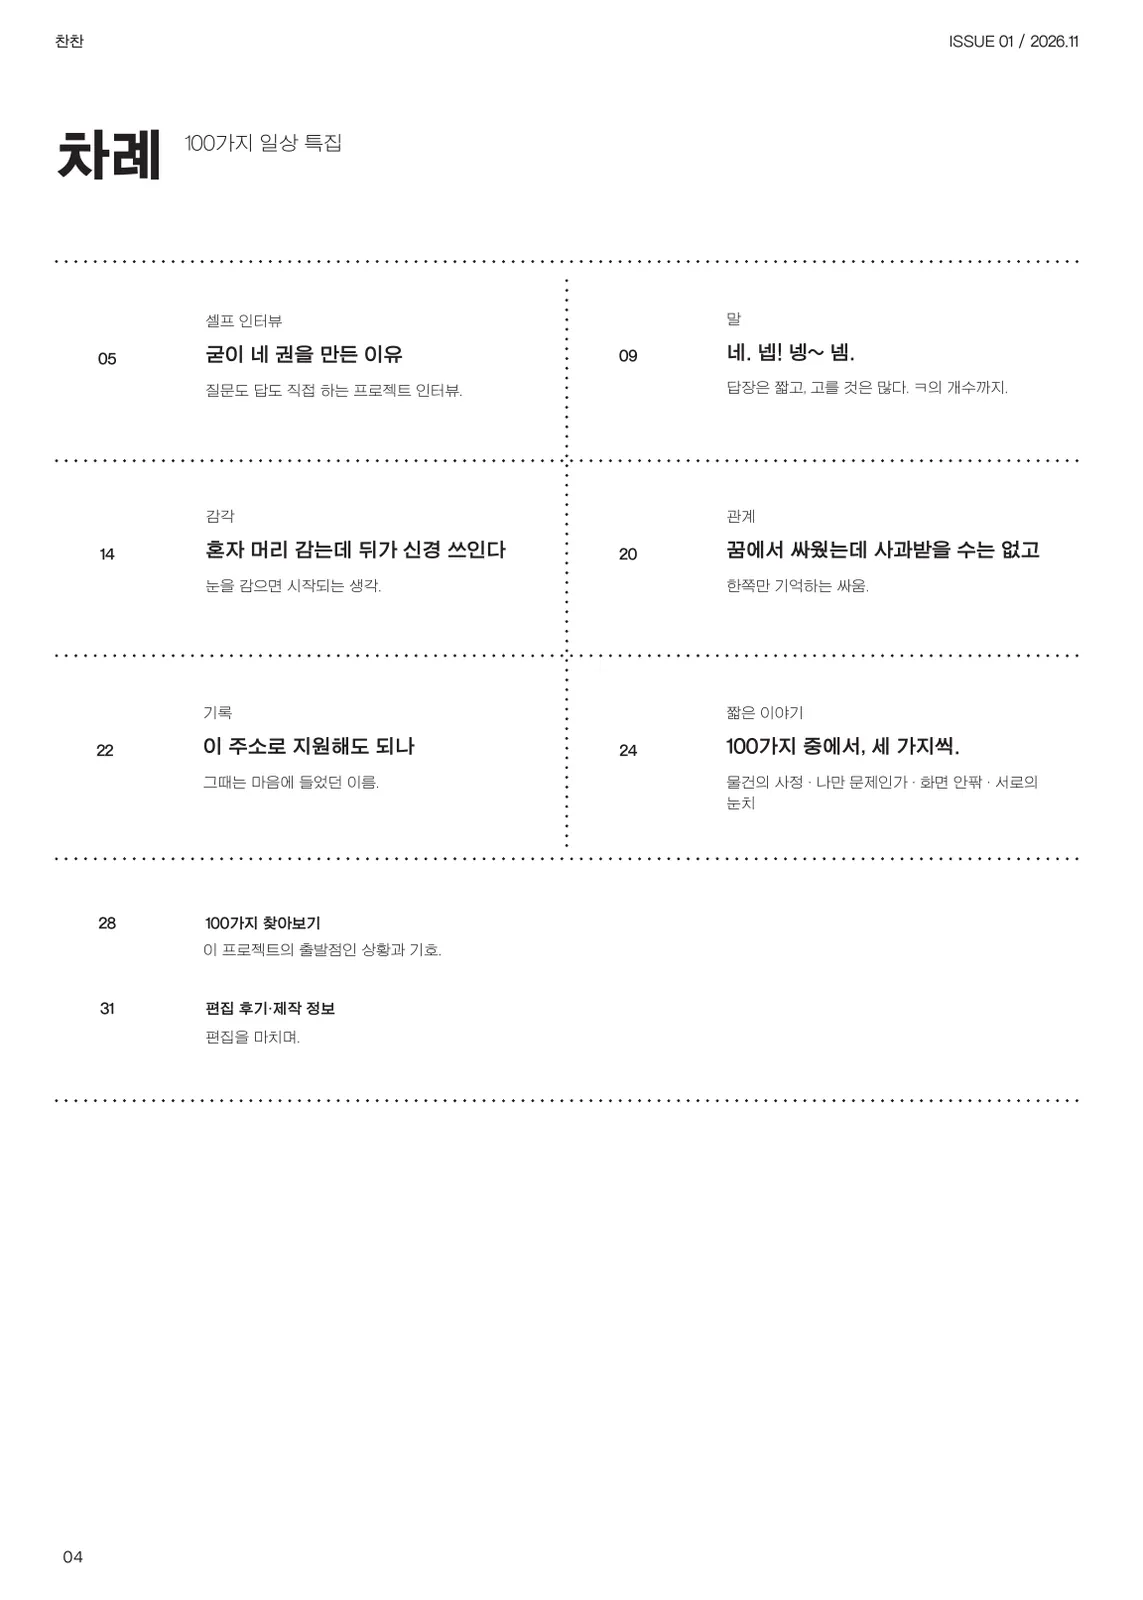 찬찬
ISSUE 01 / 2026.11
차례
100가지 일상 특집
05
셀프 인터뷰
굳이 네 권을 만든 이유
질문도 답도 직접 하는 프로젝트 인터뷰.
09
말
네. 넵! 넹~ 넴.
답장은 짧고, 고를 것은 많다. ㅋ의 개수까지.
14
감각
혼자 머리 감는데 뒤가 신경 쓰인다
눈을 감으면 시작되는 생각.
20
관계
꿈에서 싸웠는데 사과받을 수는 없고
한쪽만 기억하는 싸움.
22
기록
이 주소로 지원해도 되나
그때는 마음에 들었던 이름.
24
짧은 이야기
100가지 중에서, 세 가지씩.
물건의 사정 · 나만 문제인가 · 화면 안팎 · 서로의
눈치
28
100가지 찾아보기
이 프로젝트의 출발점인 상황과 기호.
31
편집 후기·제작 정보
편집을 마치며.
04